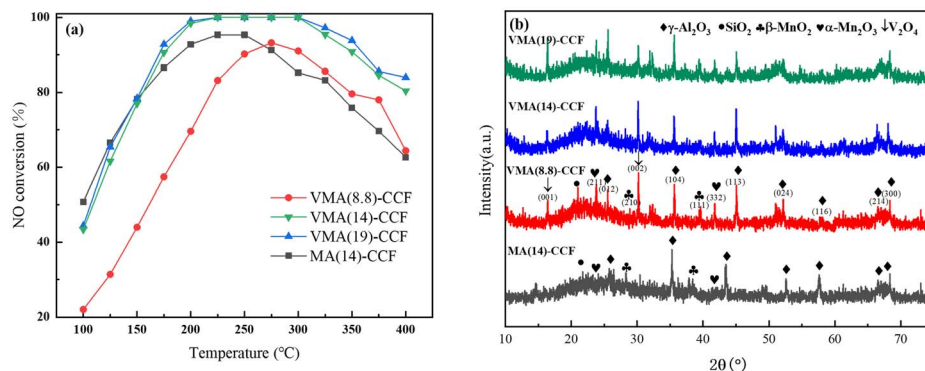 (a)
100
80
60
40
20
NO conversion (%)
VMA(8.8)-CCF
VMA(14)-CCF
VMA(19)-CCF
MA(14)-CCF
100 150 200 250 300 350 400
Temperature (℃)
(b)
♦γ-Al₂O₃ ●SiO₂ ♣β-MnO₂ ♥α-Mn₂O₃ ↓V₂O₄
VMA(19)-CCF
VMA(14)-CCF
VMA(8.8)-CCF
(001) (211) (012) (210) (002) (104) (111) (332) (113) (024) (116) (214) (300)
MA(14)-CCF
Intensity(a.u.)
10 20 30 40 50 60 70
2θ(°)